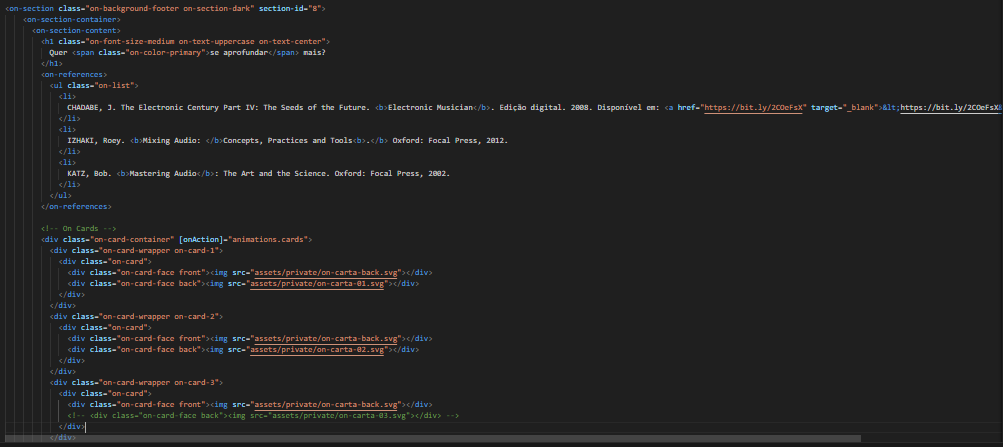 <on-section class="on-background-footer on-section-dark" section-id="8">
<on-section-container>
<on-section-content>
<h1 class="on-font-size-medium on-text-uppercase on-text-center">
Quer <span class="on-color-primary">se aprofundar</span> mais?
</h1>
<on-references>
<ul class="on-list">
<li>
CHADABE, J. The Electronic Century Part IV: The Seeds of the Future. <b>Electronic Musician</b>. Edição digital. 2008. Disponível em: <a href="https://bit.ly/2COeFsX" target="_blank">&lt;https://bit.ly/2COeFsX&
</li>
<li>
IZHAKI, Roey. <b>Mixing Audio: </b>Concepts, Practices and Tools<b>.</b> Oxford: Focal Press, 2012.
</li>
<li>
KATZ, Bob. <b>Mastering Audio</b>: The Art and the Science. Oxford: Focal Press, 2002.
</li>
</ul>
</on-references>
<!-- On Cards -->
<div class="on-card-container" [onAction]="animations.cards">
<div class="on-card-wrapper on-card-1">
<div class="on-card">
<div class="on-card-face front"><img src="assets/private/on-carta-back.svg"></div>
<div class="on-card-face back"><img src="assets/private/on-carta-01.svg"></div>
</div>
</div>
<div class="on-card-wrapper on-card-2">
<div class="on-card">
<div class="on-card-face front"><img src="assets/private/on-carta-back.svg"></div>
<div class="on-card-face back"><img src="assets/private/on-carta-02.svg"></div>
</div>
</div>
<div class="on-card-wrapper on-card-3">
<div class="on-card">
<div class="on-card-face front"><img src="assets/private/on-carta-back.svg"></div>
<!-- <div class="on-card-face back"><img src="assets/private/on-carta-03.svg"></div> -->
</div>
</div>